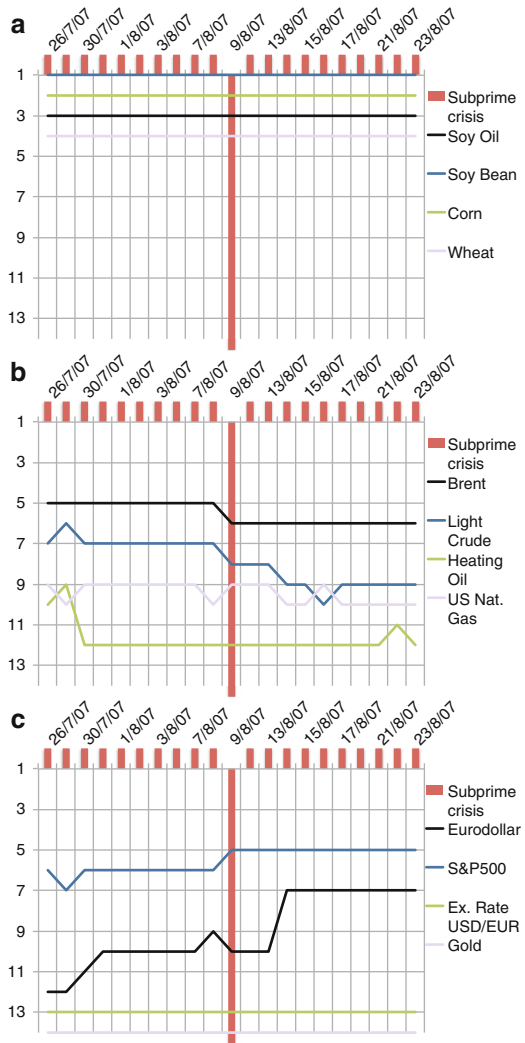 a
26/7/07 30/7/07 1/8/07 3/8/07 7/8/07 9/8/07 13/8/07 15/8/07 17/8/07 21/8/07 23/8/07
1
3
5
7
9
11
13
Subprime
crisis
Soy Oil
Soy Bean
Corn
Wheat
b
26/7/07 30/7/07 1/8/07 3/8/07 7/8/07 9/8/07 13/8/07 15/8/07 17/8/07 21/8/07 23/8/07
1
3
5
7
9
11
13
Subprime
crisis
Brent
Light
Crude
Heating
Oil
US Nat.
Gas
c
26/7/07 30/7/07 1/8/07 3/8/07 7/8/07 9/8/07 13/8/07 15/8/07 17/8/07 21/8/07 23/8/07
1
3
5
7
9
11
13
Subprime
crisis
Eurodollar
S&P500
Ex. Rate
USD/EUR
Gold